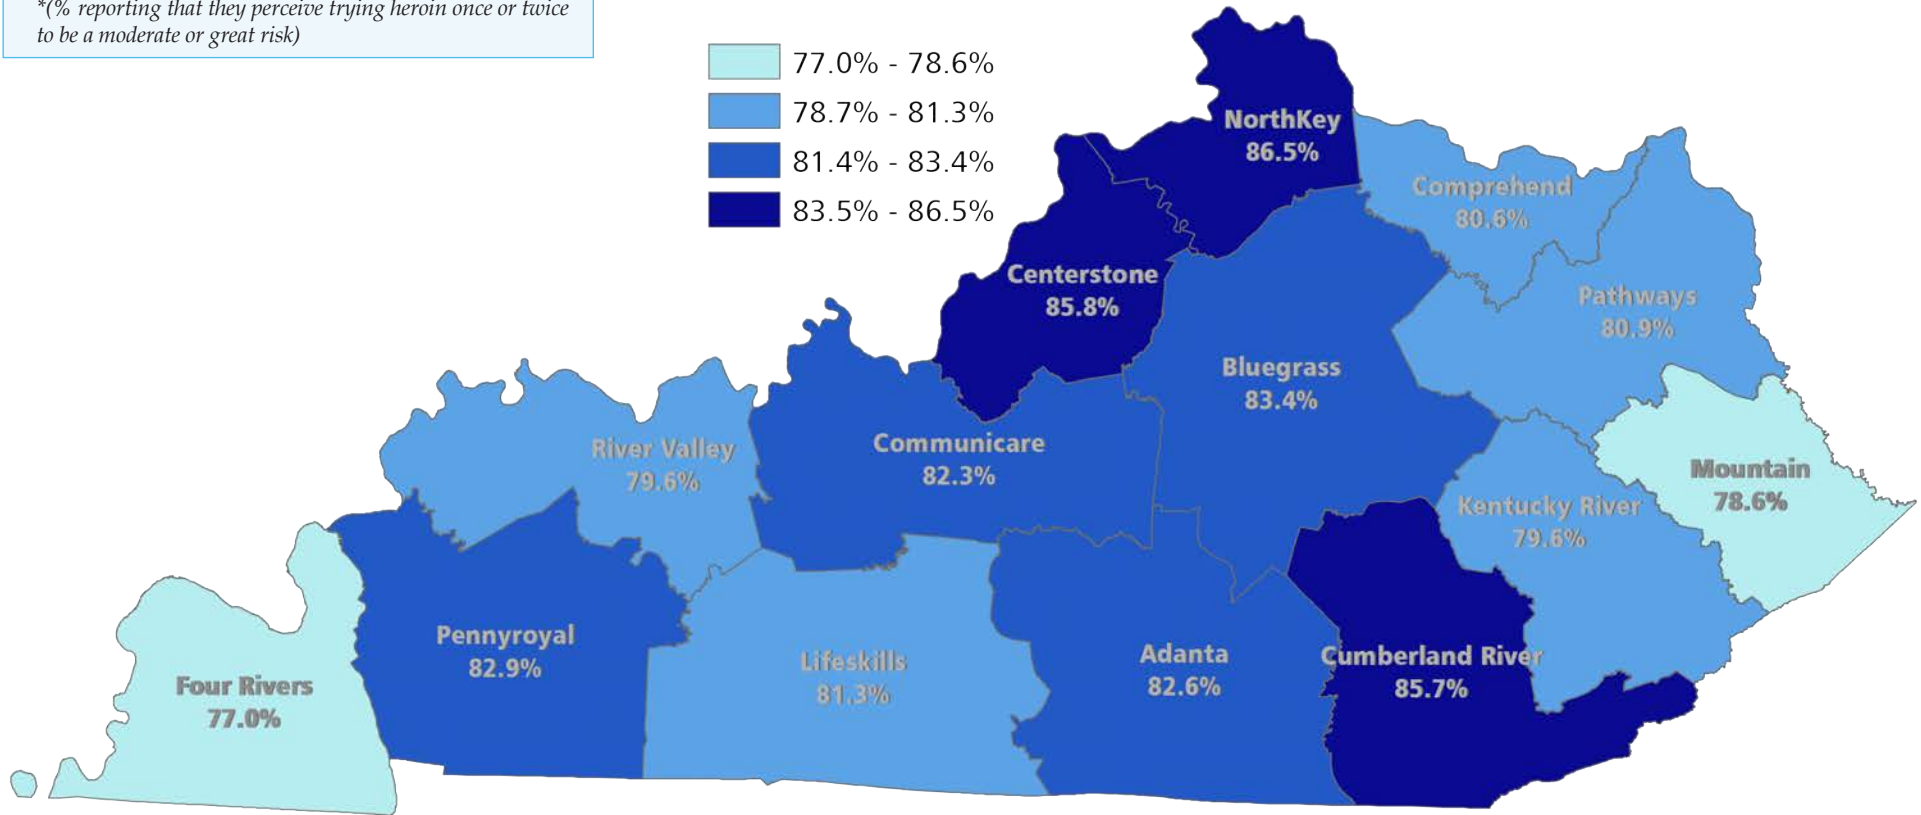 *(% reporting that they perceive trying heroin once or twice
to be a moderate or great risk)
77.0% - 78.6%
78.7% - 81.3%
81.4% - 83.4%
83.5% - 86.5%
NorthKey
86.5%
Comprehend
80.6%
Centerstone
85.8%
Pathways
80.9%
Bluegrass
83.4%
River Valley
79.6%
Communicare
82.3%
Mountain
78.6%
Kentucky River
79.6%
Pennyroyal
82.9%
Lifeskills
81.3%
Adanta
82.6%
Cumberland River
85.7%
Four Rivers
77.0%